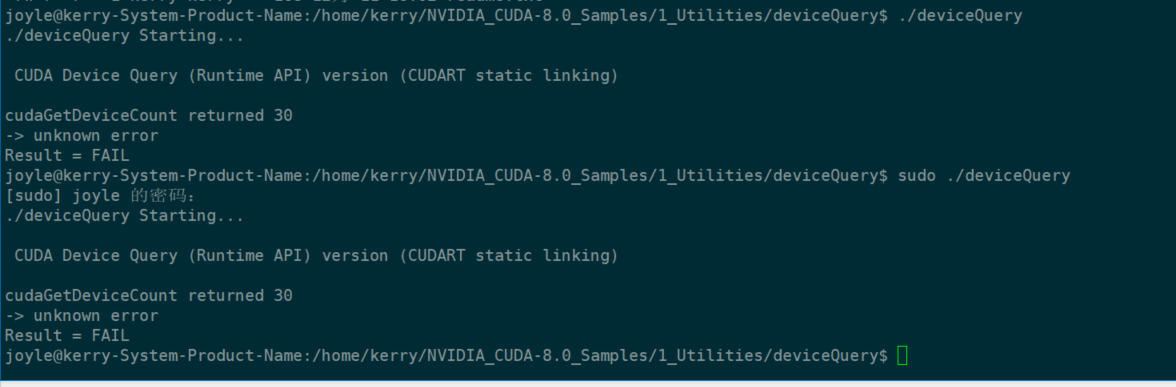 joyle@kerry-System-Product-Name:/home/kerry/NVIDIA_CUDA-8.0_Samples/1_Utilities/deviceQuery$ ./deviceQuery
./deviceQuery Starting...
CUDA Device Query (Runtime API) version (CUDART static linking)
cudaGetDeviceCount returned 30
-> unknown error
Result = FAIL
joyle@kerry-System-Product-Name:/home/kerry/NVIDIA_CUDA-8.0_Samples/1_Utilities/deviceQuery$ sudo ./deviceQuery
[sudo] joyle 的密码：
./deviceQuery Starting...
CUDA Device Query (Runtime API) version (CUDART static linking)
cudaGetDeviceCount returned 30
-> unknown error
Result = FAIL
joyle@kerry-System-Product-Name:/home/kerry/NVIDIA_CUDA-8.0_Samples/1_Utilities/deviceQuery$